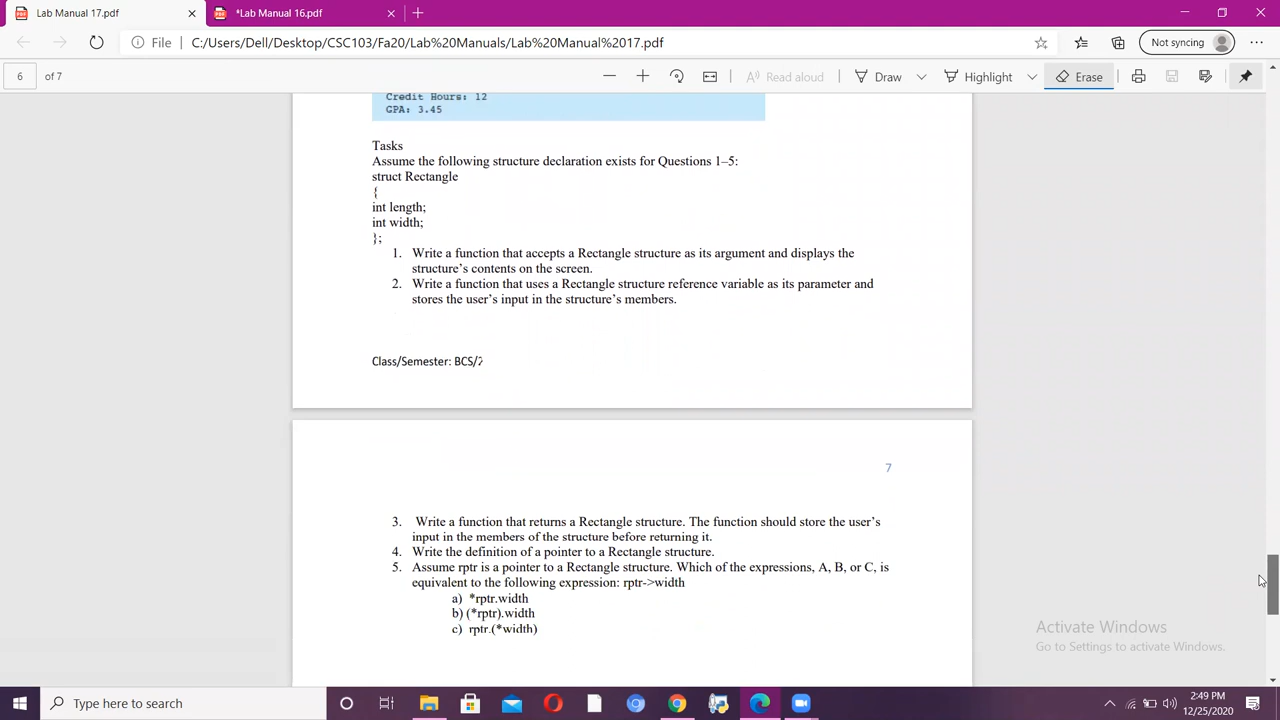 Lab Manual 17.pdf
*Lab Manual 16.pdf
File
C:/Users/Dell/Desktop/CSC103/Fa20/Lab%20Manuals/Lab%20Manual%2017.pdf
Not syncing
6 of 7
Read aloud
Draw
Highlight
Erase
Credit Hours: 12
GPA: 3.45
Tasks
Assume the following structure declaration exists for Questions 1–5:
struct Rectangle
{
int length;
int width;
};
1. Write a function that accepts a Rectangle structure as its argument and displays the
structure’s contents on the screen.
2. Write a function that uses a Rectangle structure reference variable as its parameter and
stores the user’s input in the structure’s members.
Class/Semester: BCS/2
7
3. Write a function that returns a Rectangle structure. The function should store the user’s
input in the members of the structure before returning it.
4. Write the definition of a pointer to a Rectangle structure.
5. Assume rptr is a pointer to a Rectangle structure. Which of the expressions, A, B, or C, is
equivalent to the following expression: rptr->width
a) *rptr.width
b) (*rptr).width
c) rptr.(*width)
Activate Windows
Go to Settings to activate Windows.
Type here to search
2:49 PM
12/25/2020